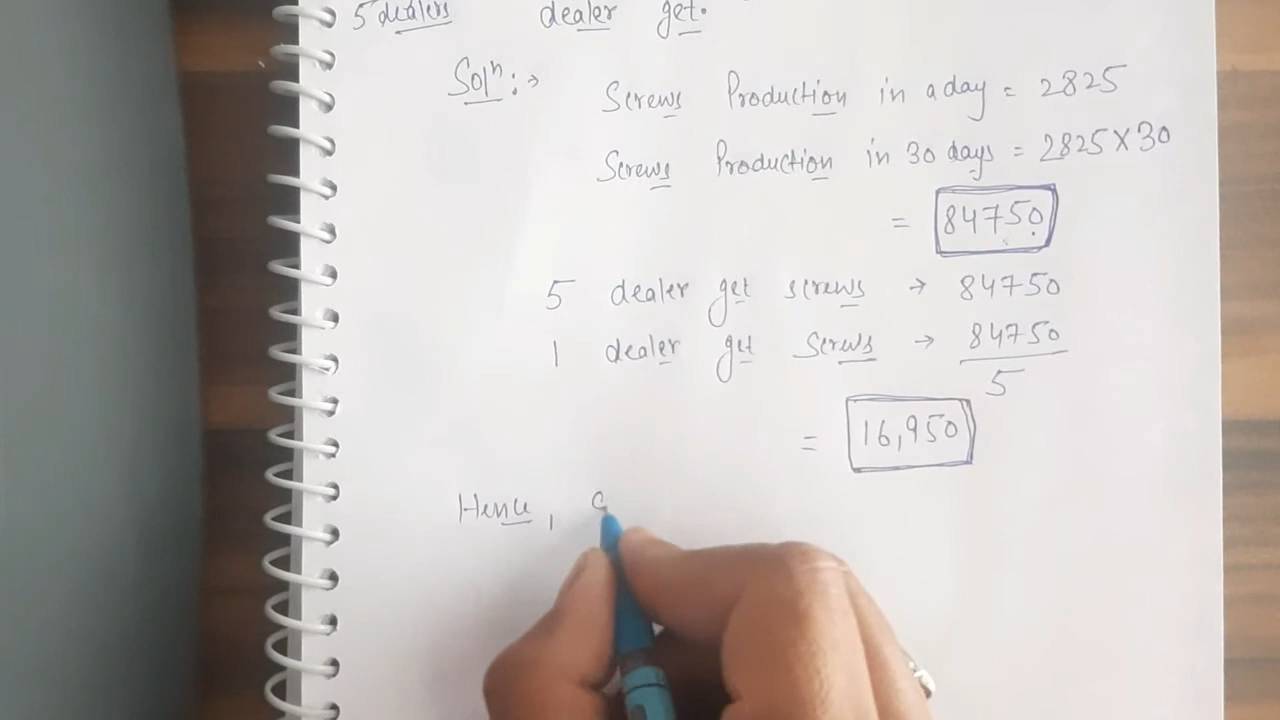 5 dealers dealer get.
Solⁿ :→
Screws Production in a day = 2825
Screws Production in 30 days = 2825 × 30
= 84750
5 dealer get screws → 84750
1 dealer get Screws → 84750/5
= 16,950
Hence,